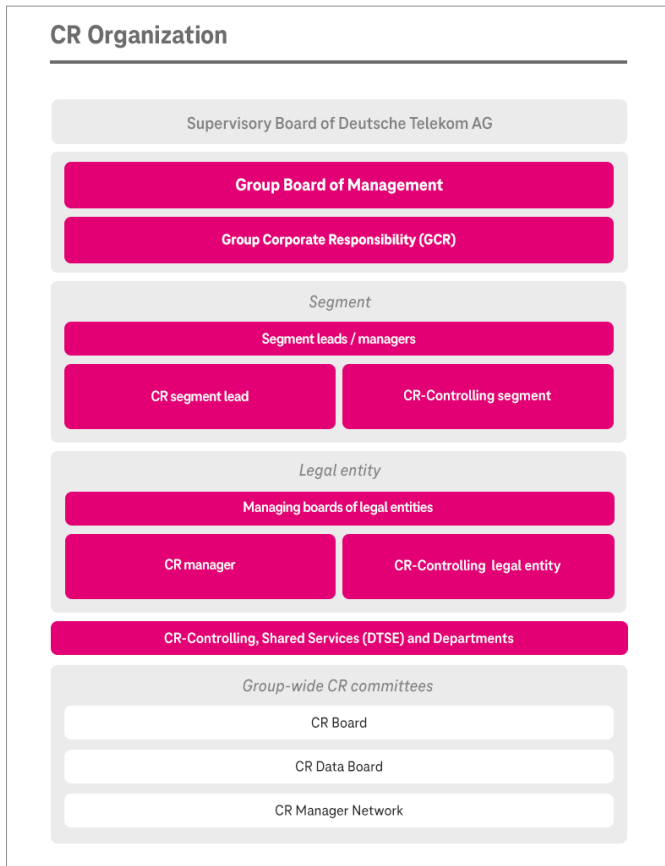 CR Organization
Supervisory Board of Deutsche Telekom AG
Group Board of Management
Group Corporate Responsibility (GCR)
Segment
Segment leads / managers
CR segment lead
CR-Controlling segment
Legal entity
Managing boards of legal entities
CR manager
CR-Controlling legal entity
CR-Controlling, Shared Services (DTSE) and Departments
Group-wide CR committees
CR Board
CR Data Board
CR Manager Network